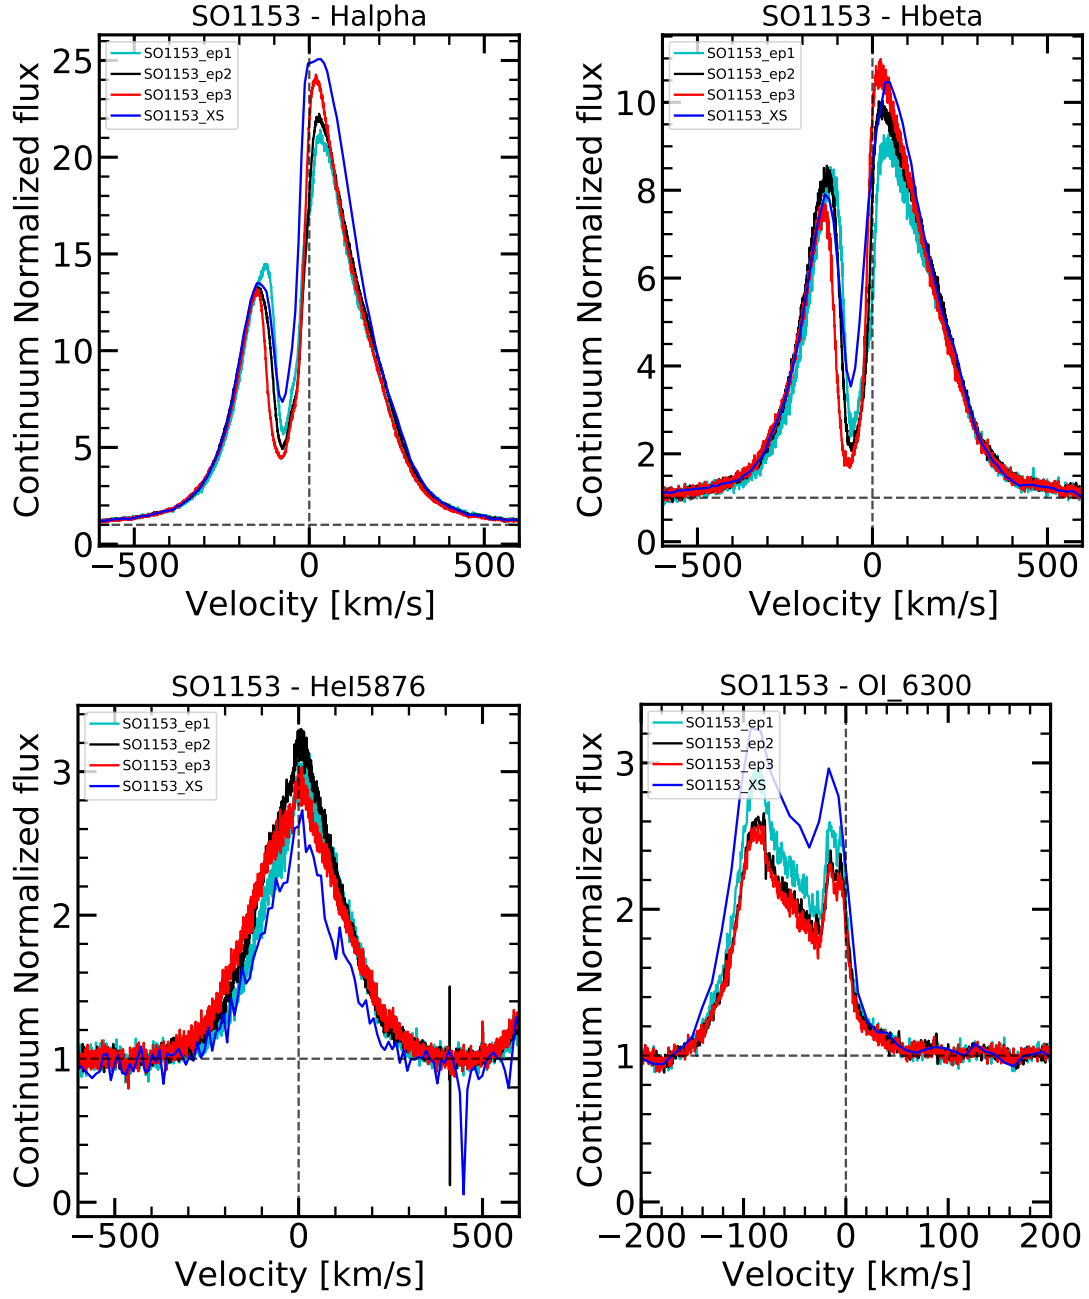 SO1153 - Halpha
SO1153_ep1
SO1153_ep2
SO1153_ep3
SO1153_XS
Continuum Normalized flux
25
20
15
10
5
0
−500
0
500
Velocity [km/s]
SO1153 - Hbeta
SO1153_ep1
SO1153_ep2
SO1153_ep3
SO1153_XS
Continuum Normalized flux
10
8
6
4
2
0
−500
0
500
Velocity [km/s]
SO1153 - HeI5876
SO1153_ep1
SO1153_ep2
SO1153_ep3
SO1153_XS
Continuum Normalized flux
3
2
1
0
−500
0
500
Velocity [km/s]
SO1153 - OI_6300
SO1153_ep1
SO1153_ep2
SO1153_ep3
SO1153_XS
Continuum Normalized flux
3
2
1
0
−200
−100
0
100
200
Velocity [km/s]